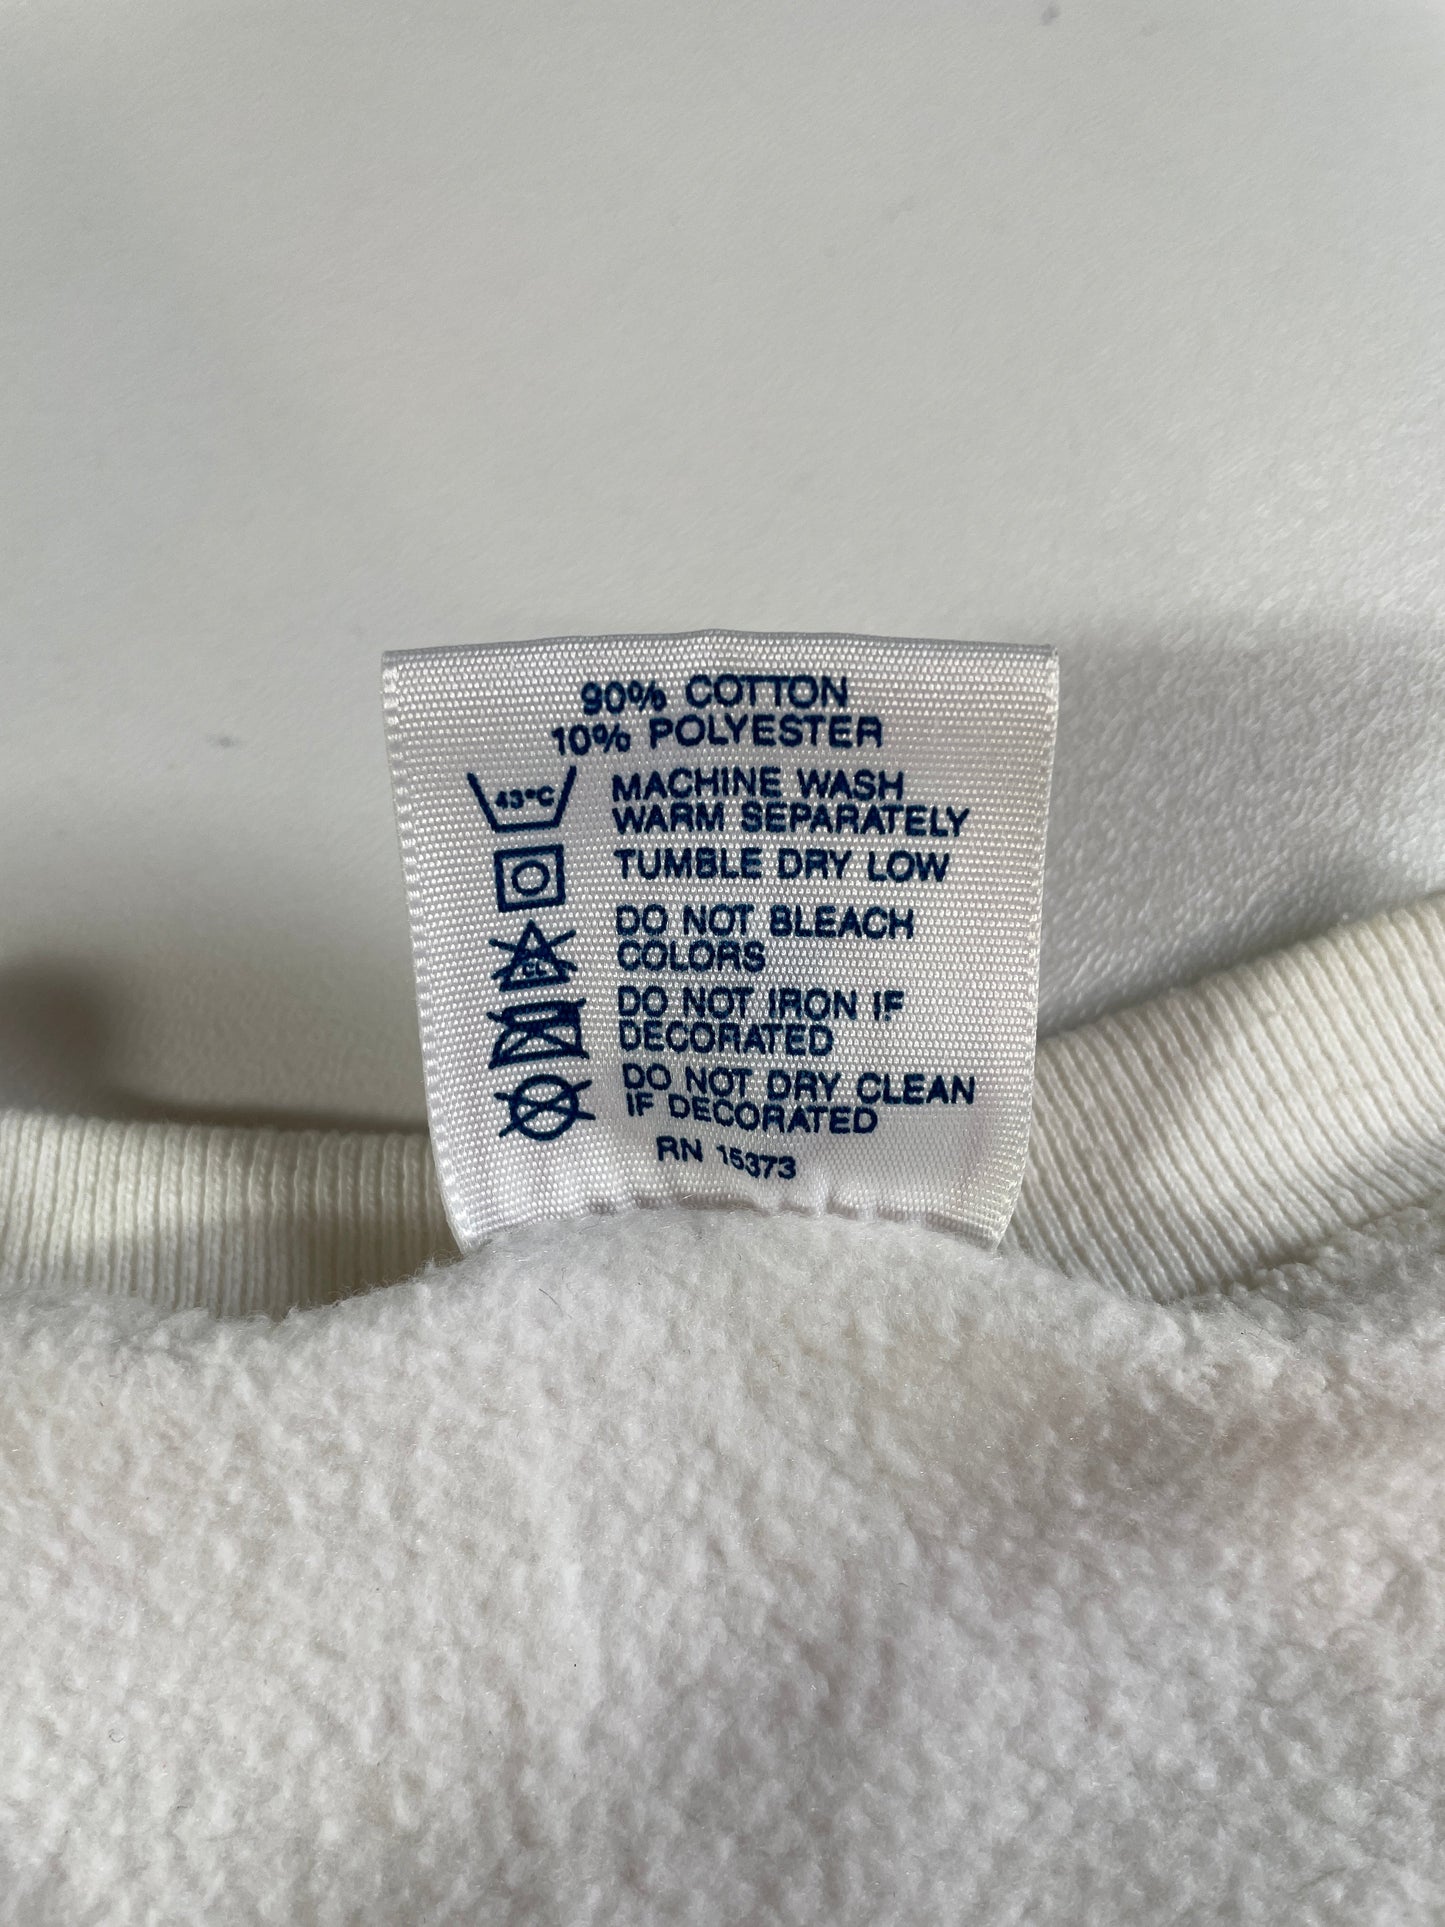 90% COTTON
10% POLYESTER
43°C
MACHINE WASH
WARM SEPARATELY
TUMBLE DRY LOW
CL
DO NOT BLEACH
COLORS
DO NOT IRON IF
DECORATED
DO NOT DRY CLEAN
IF DECORATED
RN 15373